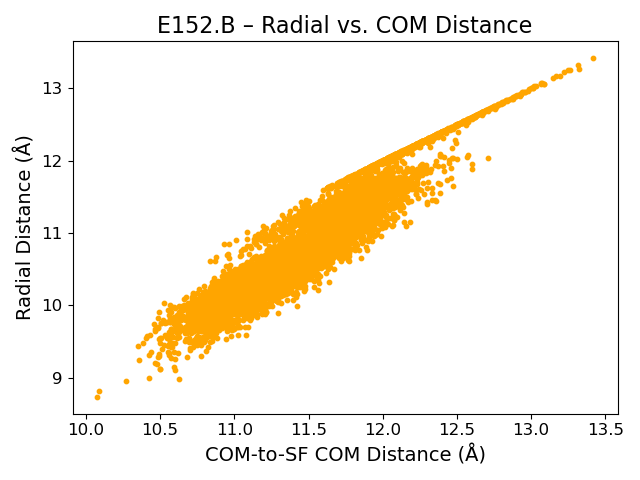 E152.B – Radial vs. COM Distance
Radial Distance (Å)
13
12
11
10
9
10.0 10.5 11.0 11.5 12.0 12.5 13.0 13.5
COM-to-SF COM Distance (Å)